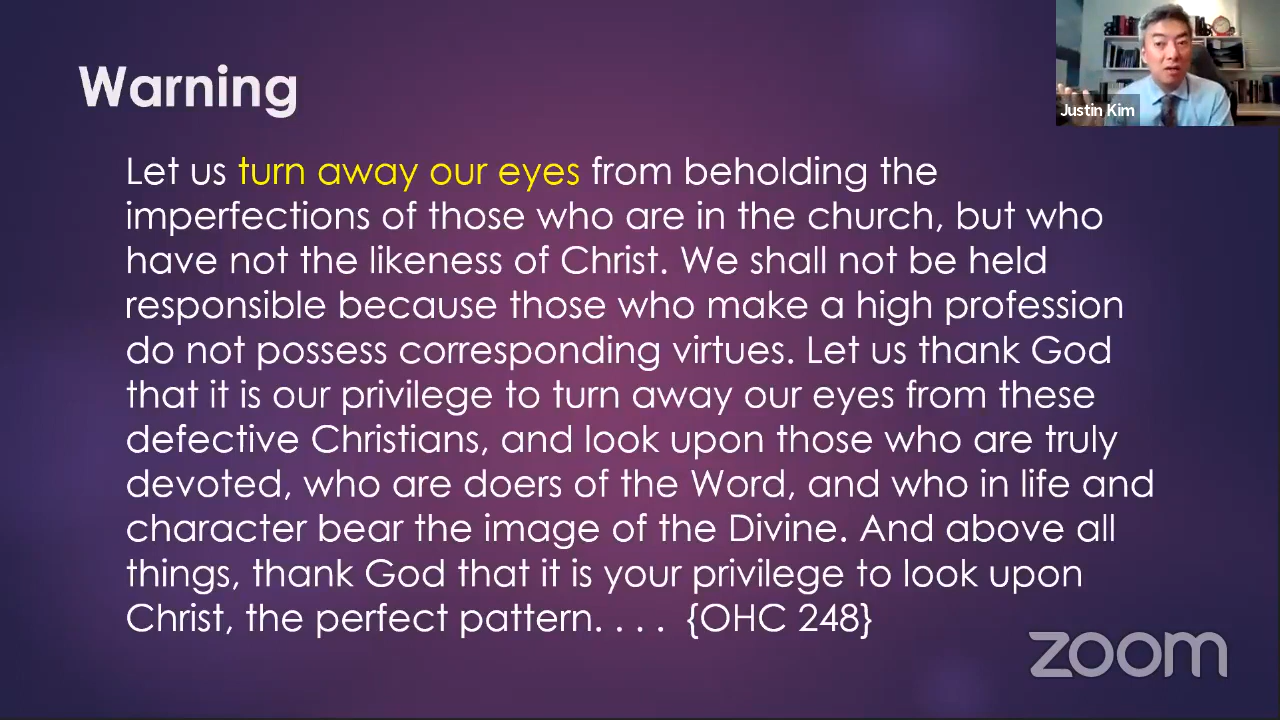 Warning
Justin Kim
Let us turn away our eyes from beholding the
imperfections of those who are in the church, but who
have not the likeness of Christ. We shall not be held
responsible because those who make a high profession
do not possess corresponding virtues. Let us thank God
that it is our privilege to turn away our eyes from these
defective Christians, and look upon those who are truly
devoted, who are doers of the Word, and who in life and
character bear the image of the Divine. And above all
things, thank God that it is your privilege to look upon
Christ, the perfect pattern. . . . {OHC 248}
zoom